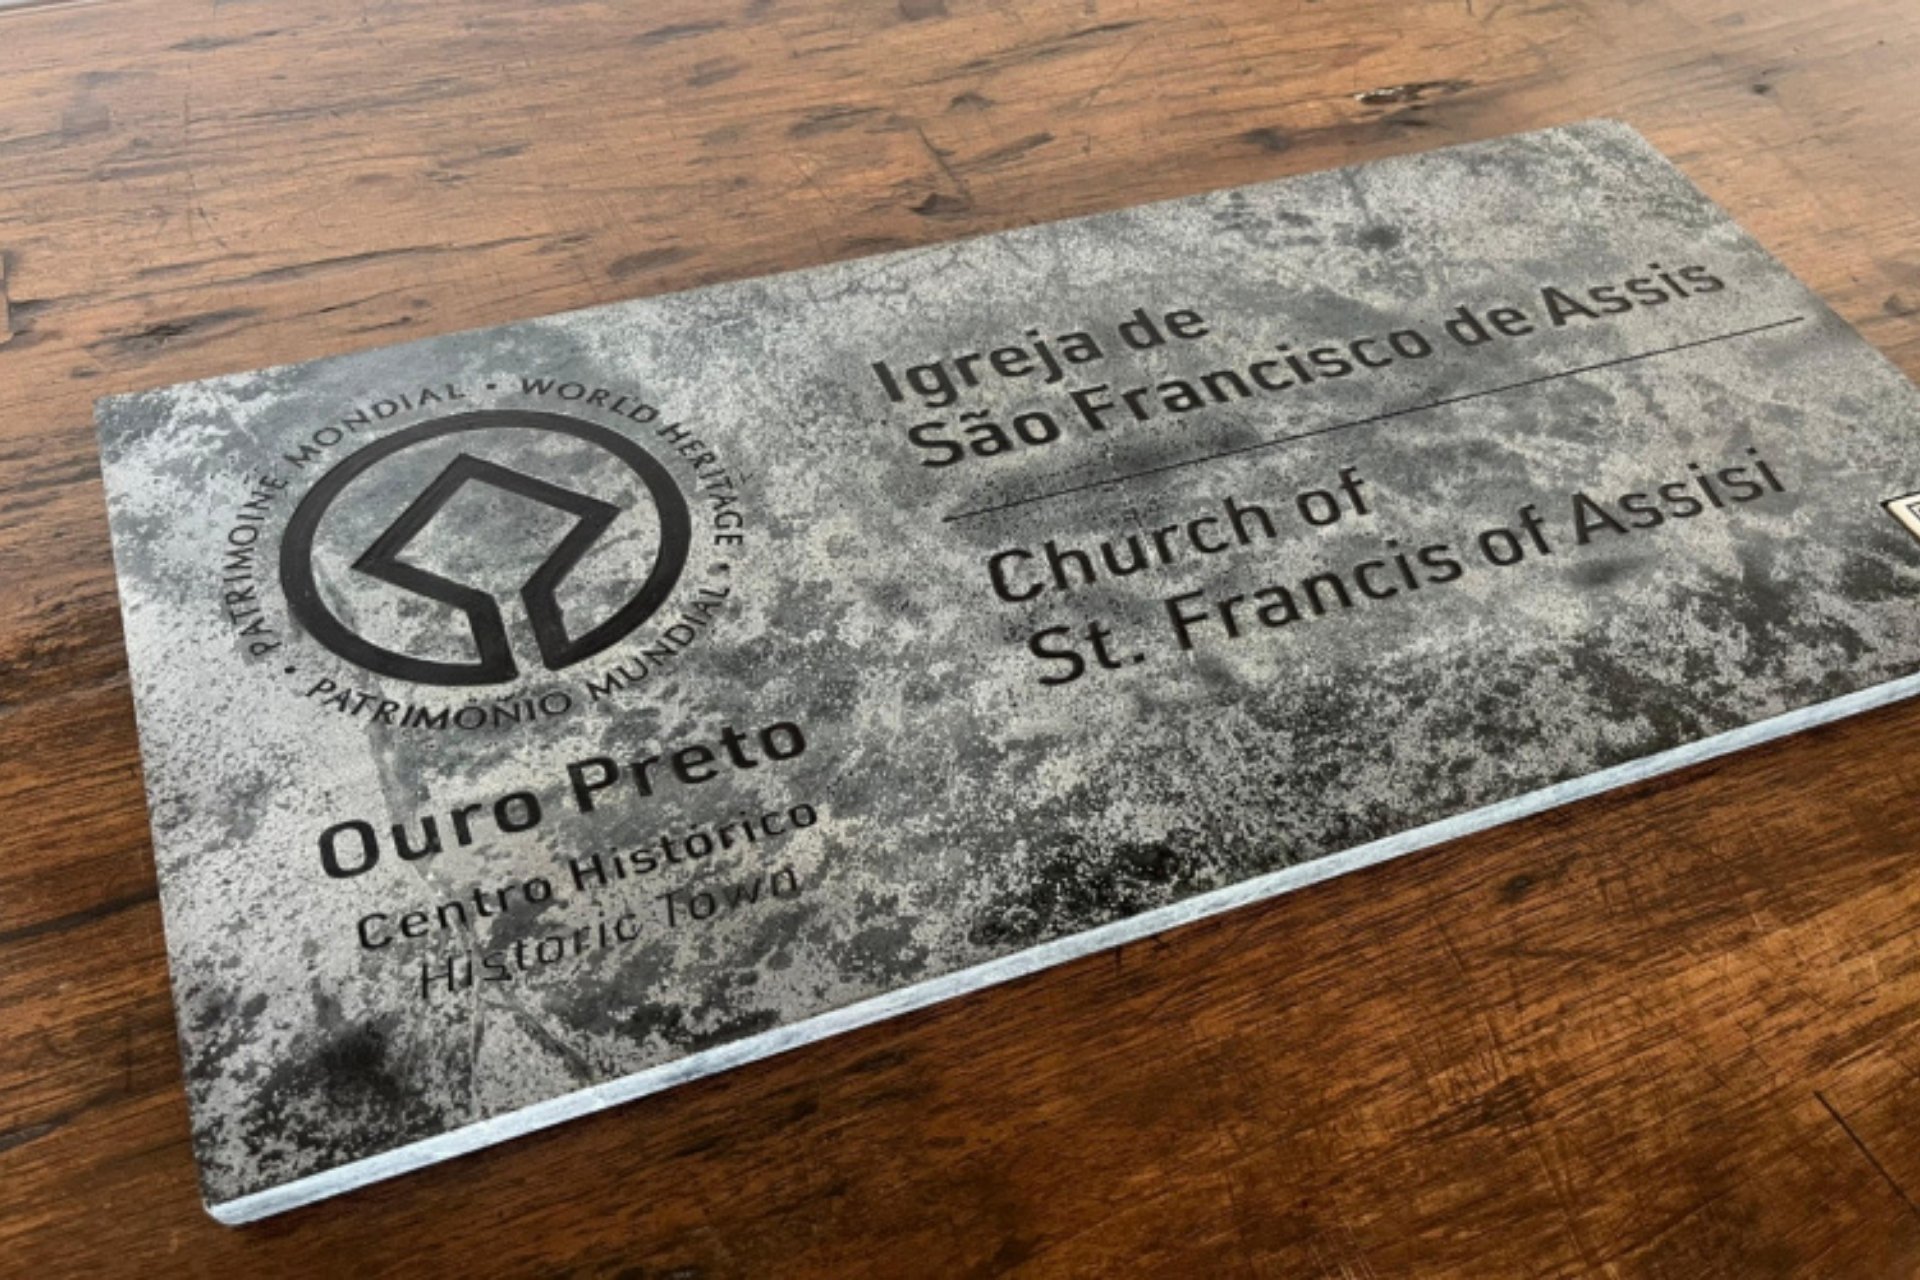 PATRIMOINE MONDIAL • WORLD HERITAGE • PATRIMÔNIO MUNDIAL •
Ouro Preto
Centro Histórico
Historic Town
Igreja de
São Francisco de Assis
Church of
St. Francis of Assisi